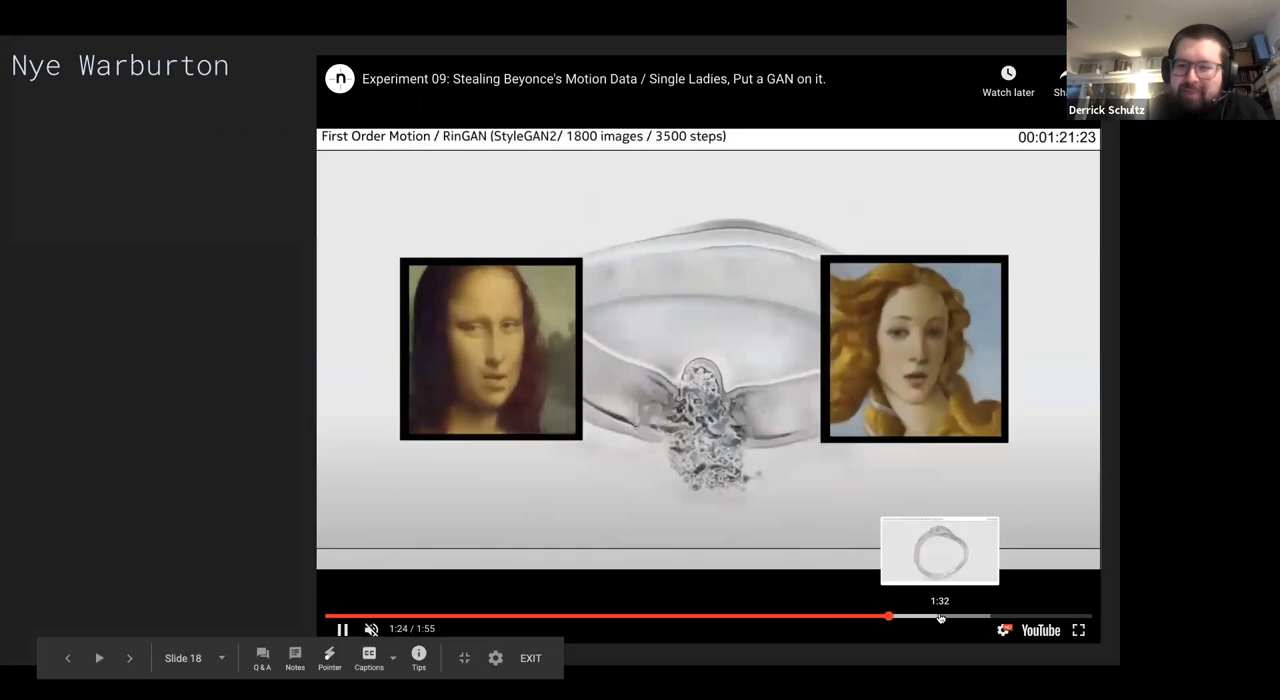 Nye Warburton
n
Experiment 09: Stealing Beyonce's Motion Data / Single Ladies, Put a GAN on it.
Watch later
Sha
Derrick Schultz
First Order Motion / RinGAN (StyleGAN2/ 1800 images / 3500 steps)
00:01:21:23
1:32
1:24 / 1:55
YouTube
Slide 18
Q & A
Notes
Pointer
CC
Captions
Tips
EXIT